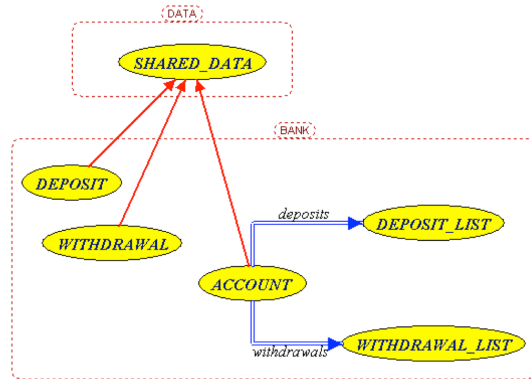 DATA
SHARED_DATA
BANK
DEPOSIT
deposits
DEPOSIT_LIST
WITHDRAWAL
ACCOUNT
withdrawals
WITHDRAWAL_LIST